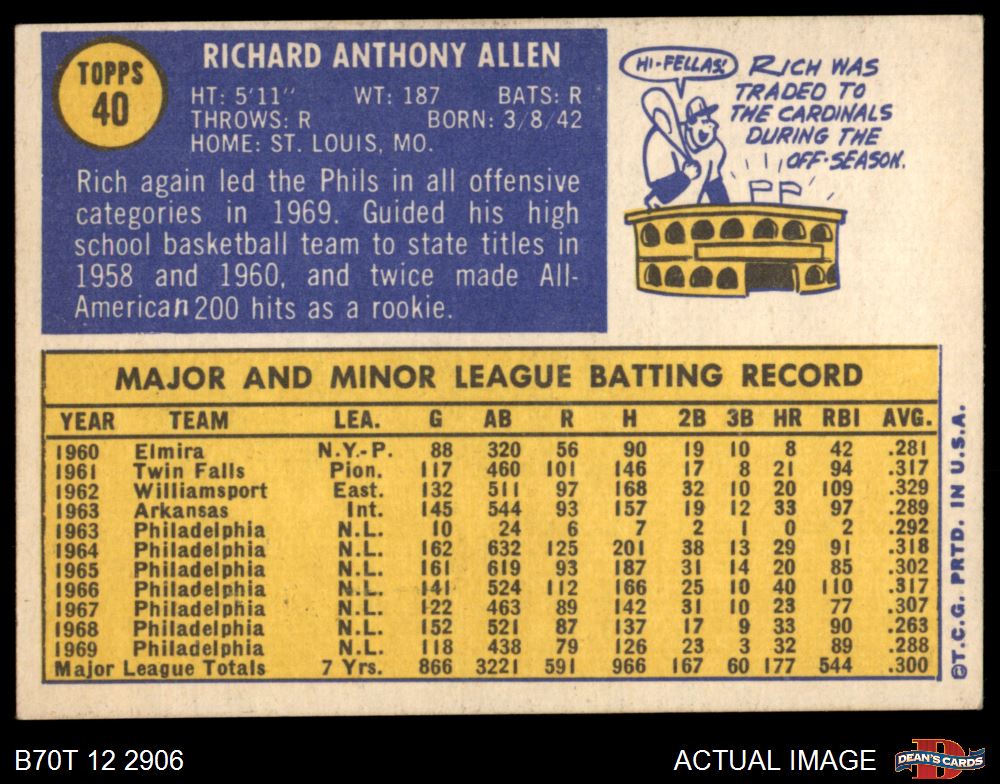 TOPPS
40
RICHARD ANTHONY ALLEN
HT: 5'11" WT: 187 BATS: R
THROWS: R BORN: 3/8/42
HOME: ST. LOUIS, MO.
Rich again led the Phils in all offensive
categories in 1969. Guided his high
school basketball team to state titles in
1958 and 1960, and twice made All-
American 200 hits as a rookie.
HI-FELLAS!
RICH WAS
TRADED TO
THE CARDINALS
DURING THE
OFF-SEASON.
MAJOR AND MINOR LEAGUE BATTING RECORD
YEAR TEAM LEA. G AB R H 2B 3B HR RBI AVG.
1960 Elmira N.Y.-P. 88 320 56 90 19 10 8 42 .281
1961 Twin Falls Pion. 117 460 101 146 17 8 21 94 .317
1962 Williamsport East. 132 511 97 168 32 10 20 109 .329
1963 Arkansas Int. 145 544 93 157 19 12 33 97 .289
1963 Philadelphia N.L. 10 24 6 7 2 1 0 2 .292
1964 Philadelphia N.L. 162 632 125 201 38 13 29 91 .318
1965 Philadelphia N.L. 161 619 93 187 31 14 20 85 .302
1966 Philadelphia N.L. 141 524 112 166 25 10 40 110 .317
1967 Philadelphia N.L. 122 463 89 142 31 10 23 77 .307
1968 Philadelphia N.L. 152 521 87 137 17 9 33 90 .263
1969 Philadelphia N.L. 118 438 79 126 23 3 32 89 .288
Major League Totals 7 Yrs. 866 3221 591 966 167 60 177 544 .300
©T.C.G. PRTD. IN U.S.A.
B70T 12 2906
ACTUAL IMAGE
D
DEAN'S CARDS